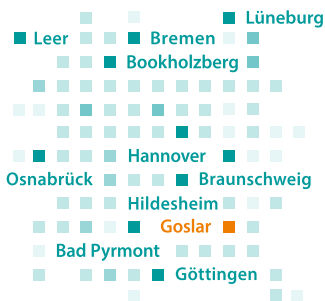 Lüneburg
Leer
Bremen
Bookholzberg
Hannover
Osnabrück
Braunschweig
Hildesheim
Goslar
Bad Pyrmont
Göttingen